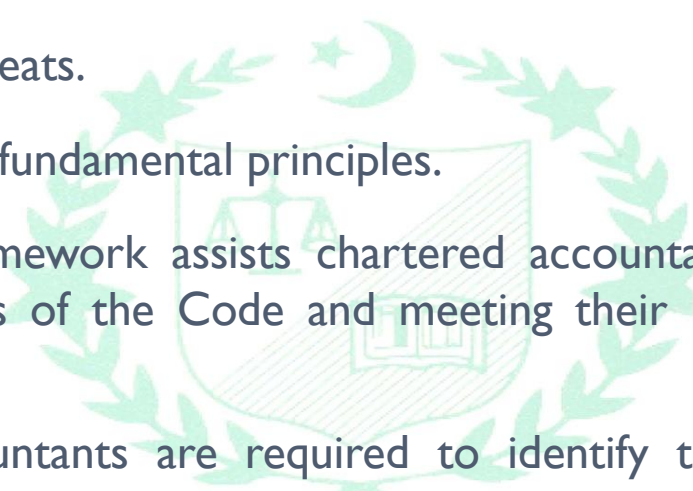 eats.
fundamental principles.
mework assists chartered accounta
s of the Code and meeting their
untants are required to identify t